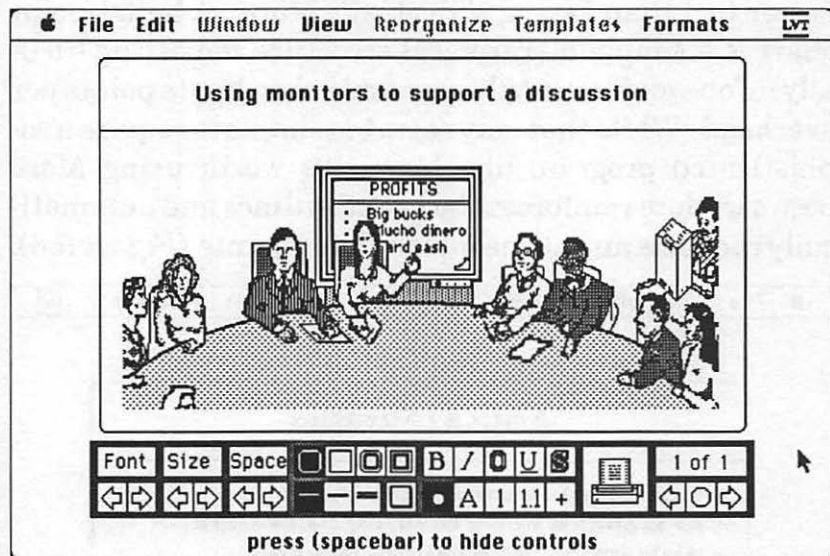 File Edit Window View Reorganize Templates Formats LVT
Using monitors to support a discussion
PROFITS
Big bucks
Mucho dinero
cash
Font Size Space B I O U S 1 of 1
A 1 1.1 +
press (spacebar) to hide controls